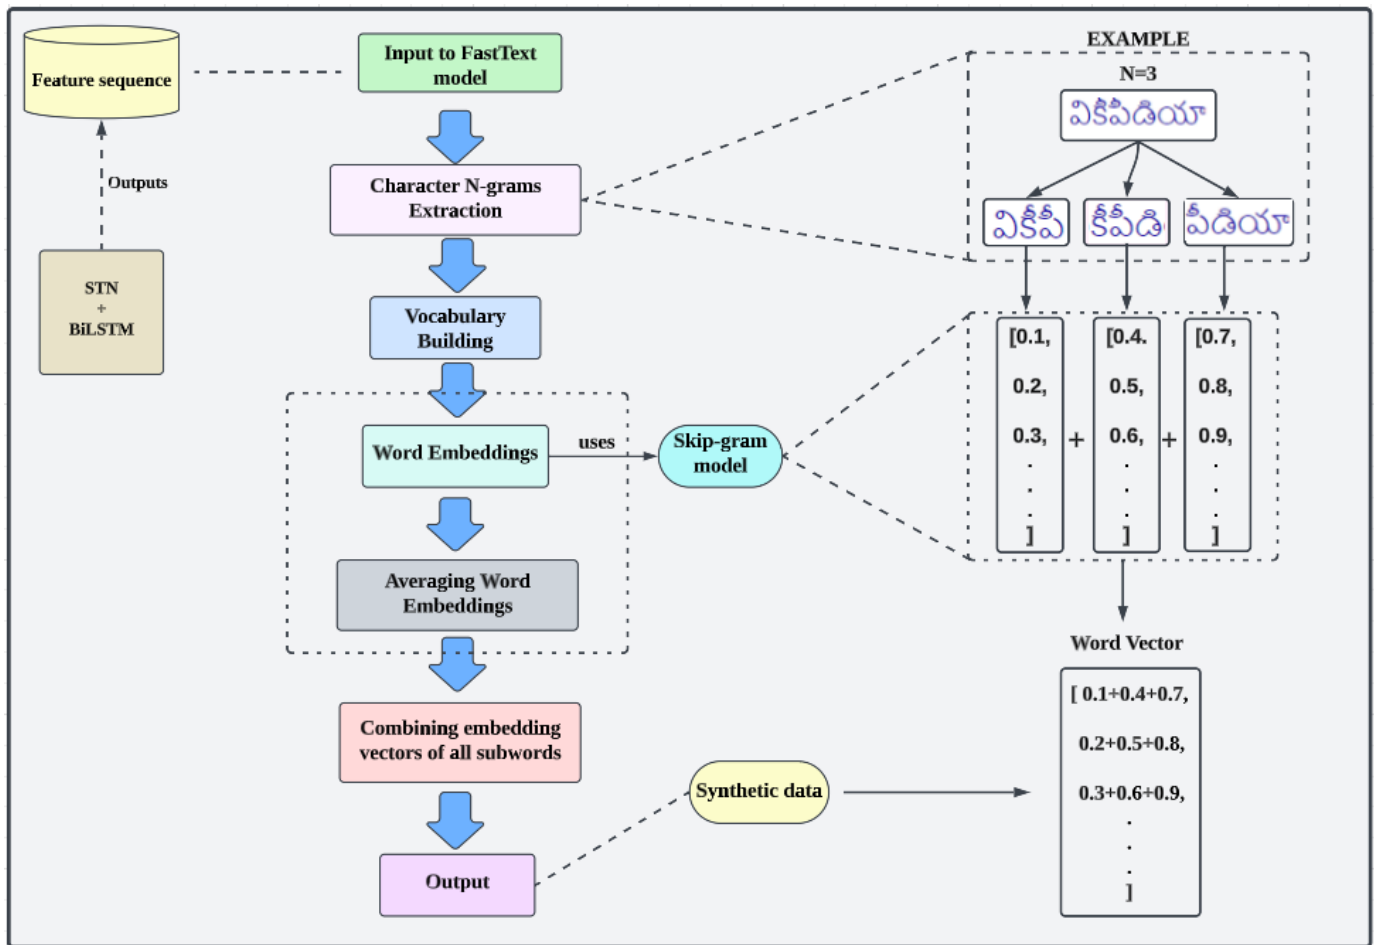 Feature sequence
Outputs
STN
+
BiLSTM
Input to FastText
model
Character N-grams
Extraction
Vocabulary
Building
Word Embeddings
uses
Skip-gram
model
Averaging Word
Embeddings
Combining embedding
vectors of all subwords
Output
Synthetic data
EXAMPLE
N=3
వికీపీడియా
వికీపీ
కీపీడి
పీడియా
[0.1,
0.2,
0.3,
.
.
.
]
+
[0.4.
0.5,
0.6,
.
.
.
]
+
[0.7,
0.8,
0.9,
.
.
.
]
Word Vector
[ 0.1+0.4+0.7,
0.2+0.5+0.8,
0.3+0.6+0.9,
.
.
.
]